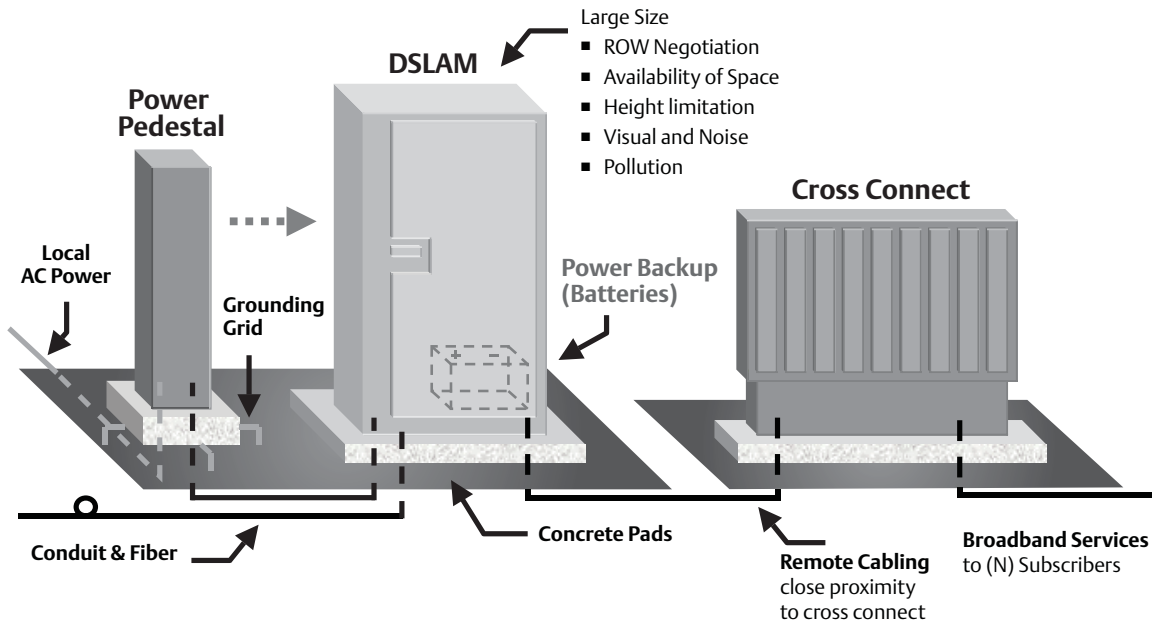 Large Size
▪ ROW Negotiation
▪ Availability of Space
▪ Height limitation
▪ Visual and Noise
▪ Pollution
DSLAM
Power
Pedestal
Cross Connect
Local
AC Power
Grounding
Grid
Power Backup
(Batteries)
+ -
Conduit & Fiber
Concrete Pads
Remote Cabling
close proximity
to cross connect
Broadband Services
to (N) Subscribers